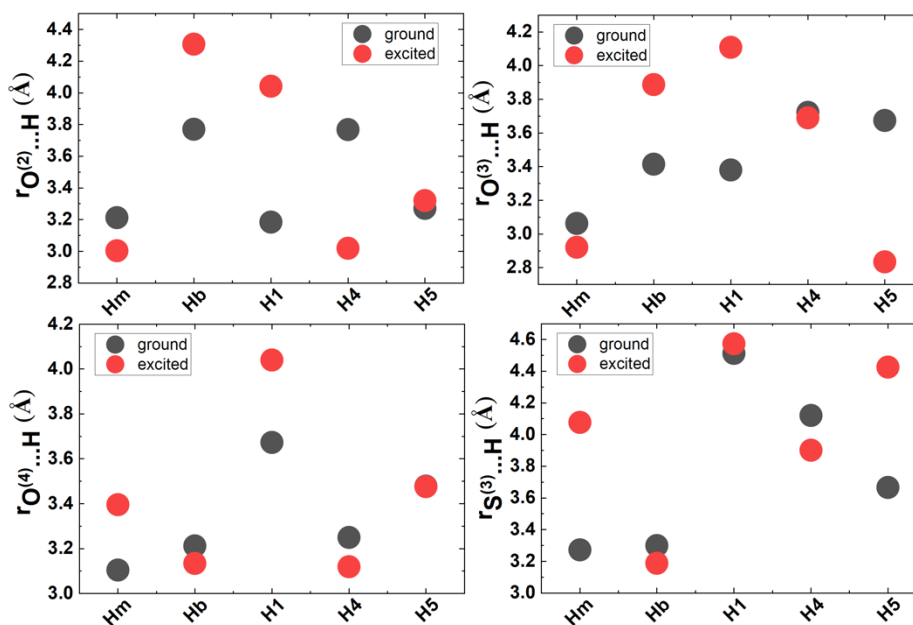 4.4
4.2
4.0
3.8
3.6
3.4
3.2
3.0
2.8
rO(2)...H (Å)
ground
excited
Hm Hb H1 H4 H5
4.2
4.0
3.8
3.6
3.4
3.2
3.0
2.8
rO(3)...H (Å)
ground
excited
Hm Hb H1 H4 H5
4.2
4.0
3.8
3.6
3.4
3.2
3.0
rO(4)...H (Å)
ground
excited
Hm Hb H1 H4 H5
4.6
4.4
4.2
4.0
3.8
3.6
3.4
3.2
3.0
rS(3)...H (Å)
ground
excited
Hm Hb H1 H4 H5